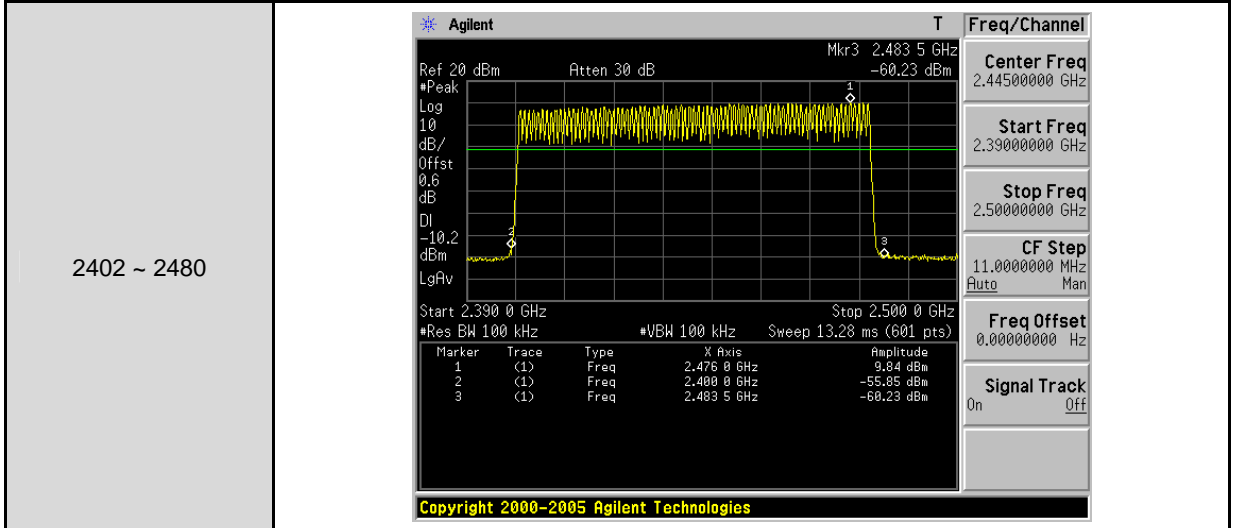 2402 ~ 2480
Agilent T
Mkr3 2.483 5 GHz
Ref 20 dBm Atten 30 dB -60.23 dBm
#Peak
Log
10
dB/
Offst
0.6
dB
DI
-10.2
dBm
LgAv
1
2
3
Start 2.390 0 GHz Stop 2.500 0 GHz
#Res BW 100 kHz #VBW 100 kHz Sweep 13.28 ms (601 pts)
Marker Trace Type X Axis Amplitude
1 (1) Freq 2.476 0 GHz 9.84 dBm
2 (1) Freq 2.400 0 GHz -55.85 dBm
3 (1) Freq 2.483 5 GHz -60.23 dBm
Copyright 2000-2005 Agilent Technologies
Freq/Channel
Center Freq
2.44500000 GHz
Start Freq
2.39000000 GHz
Stop Freq
2.50000000 GHz
CF Step
11.0000000 MHz
Auto Man
Freq Offset
0.00000000 Hz
Signal Track
On Off